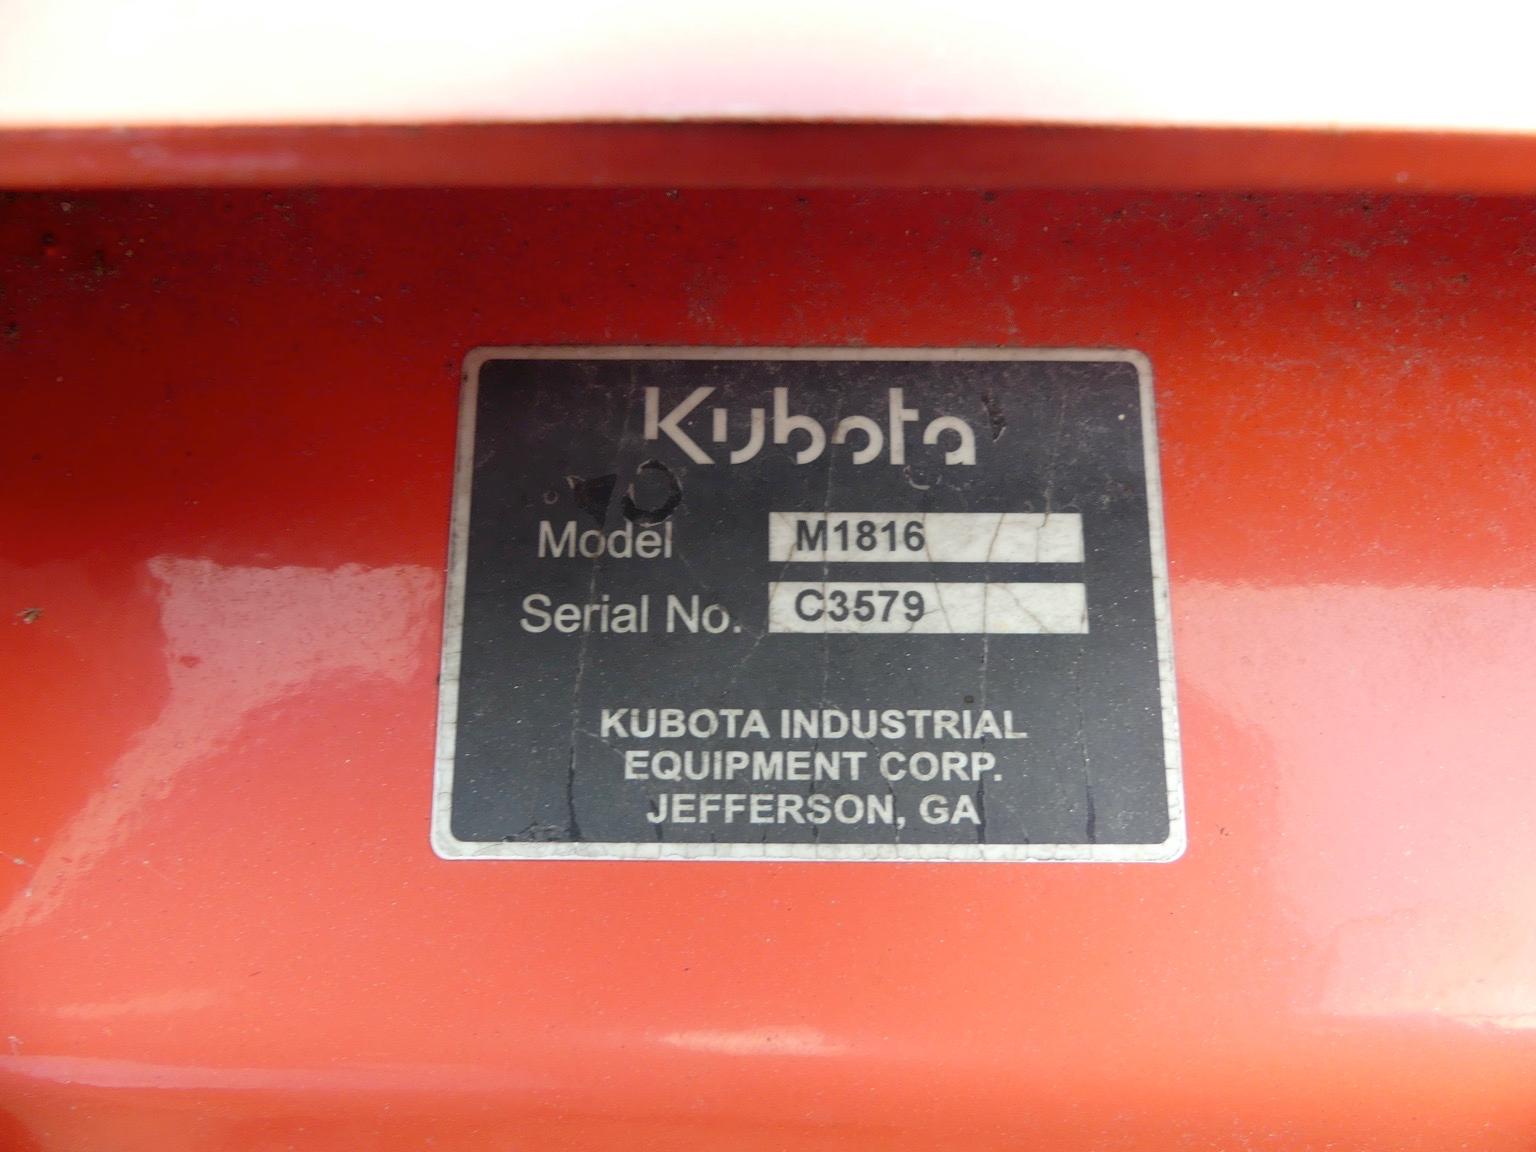 Kubota
Model M1816
Serial No. C3579
KUBOTA INDUSTRIAL
EQUIPMENT CORP.
JEFFERSON, GA